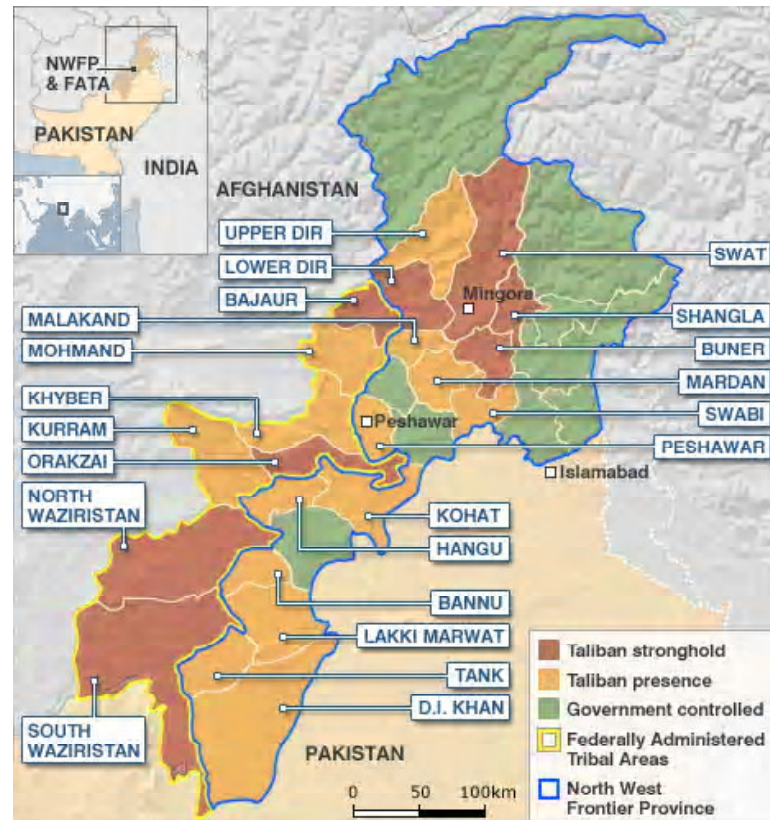 NWFP
& FATA
PAKISTAN
INDIA
AFGHANISTAN
UPPER DIR
LOWER DIR
BAJAUR
MALAKAND
MOHMAND
KHYBER
KURRAM
ORAKZAI
NORTH
WAZIRISTAN
SOUTH
WAZIRISTAN
Mingora
Peshawar
Islamabad
SWAT
SHANGLA
BUNER
MARDAN
SWABI
PESHAWAR
KOHAT
HANGU
BANNU
LAKKI MARWAT
TANK
D.I. KHAN
PAKISTAN
0 50 100km
Taliban stronghold
Taliban presence
Government controlled
Federally Administered
Tribal Areas
North West
Frontier Province